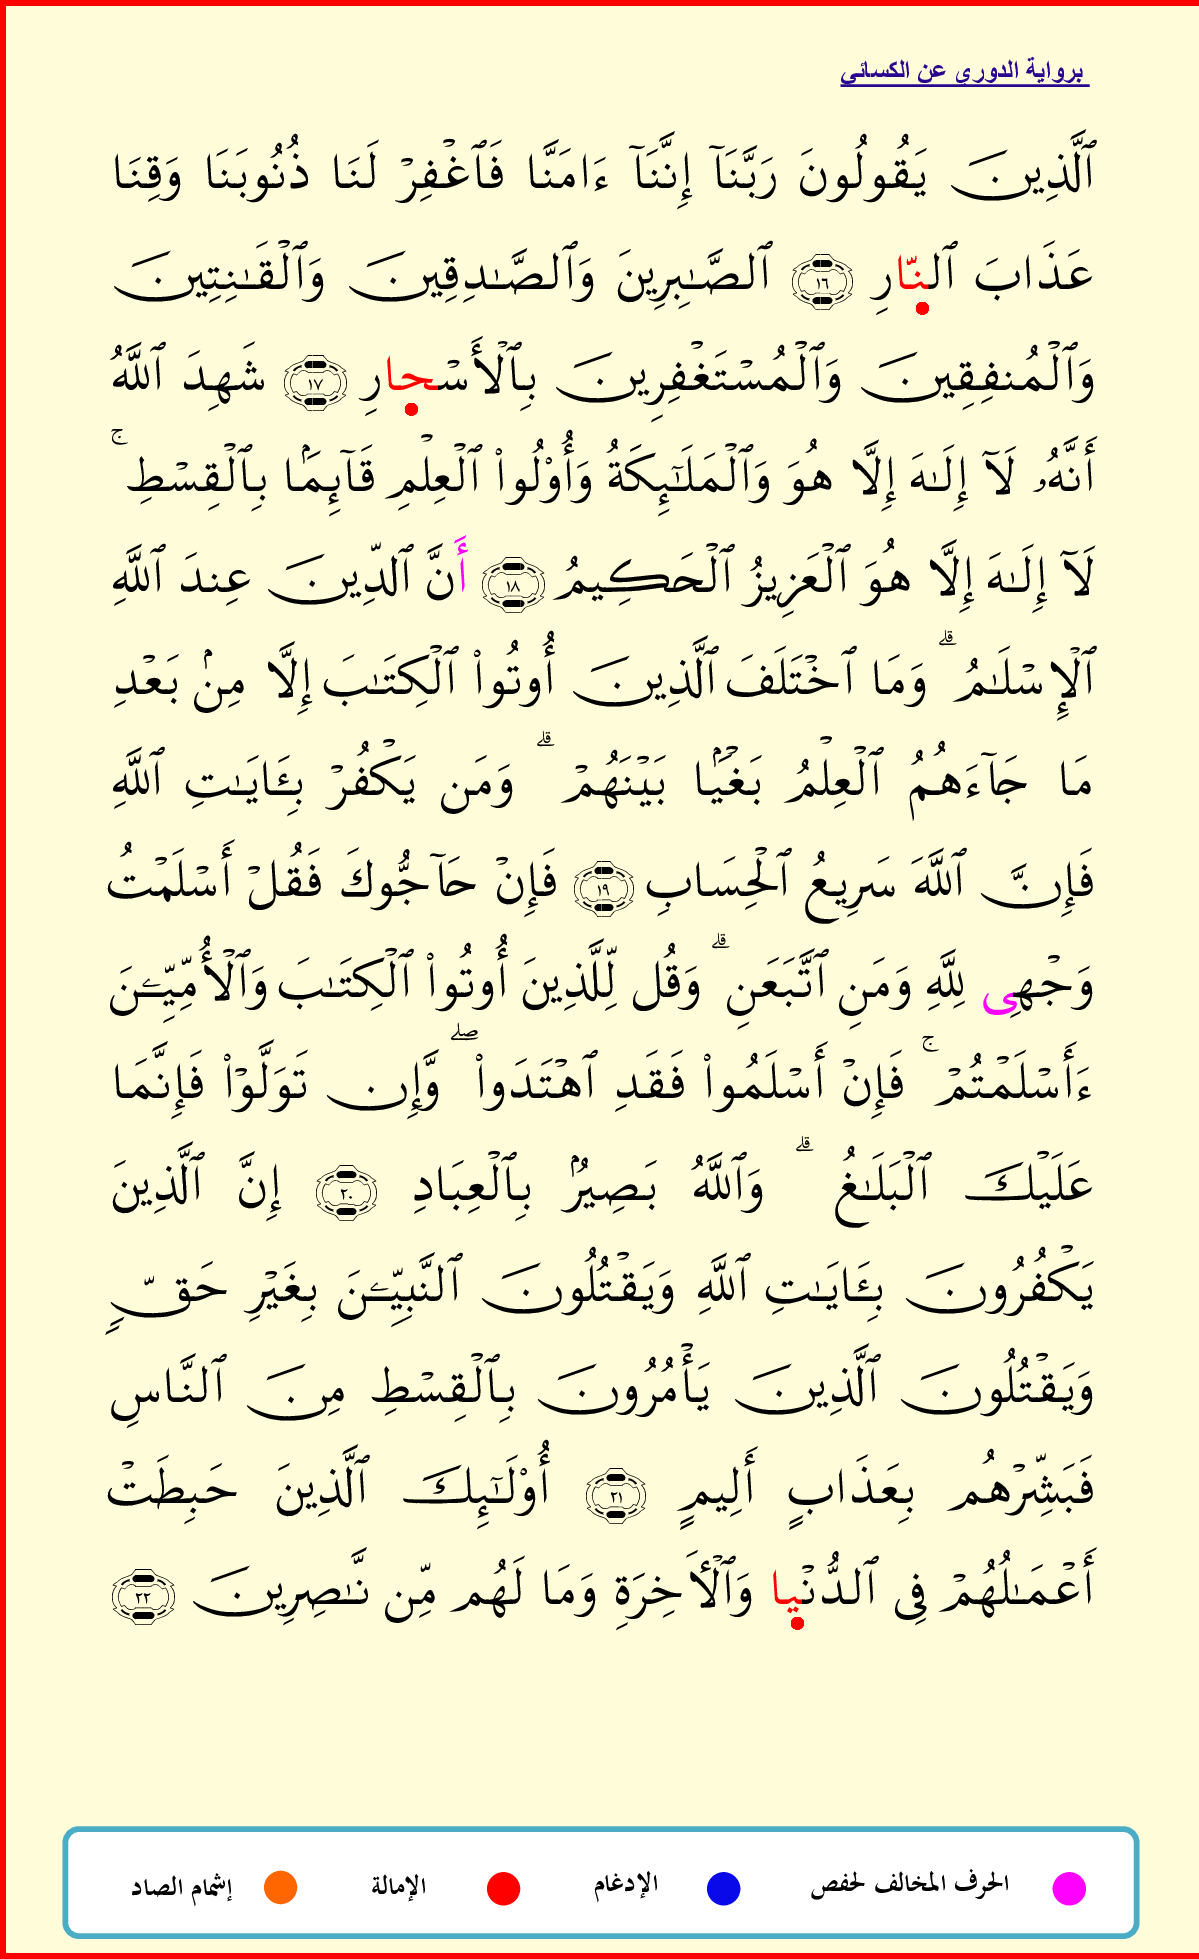 برواية الدوري عن الكسائي
ٱلَّذِينَ يَقُولُونَ رَبَّنَآ إِنَّنَآ ءَامَنَّا فَٱغْفِرْ لَنَا ذُنُوبَنَا وَقِنَا
عَذَابَ ٱلنّارِ ١٦ ٱلصَّٰبِرِينَ وَٱلصَّٰدِقِينَ وَٱلْقَٰنِتِينَ
وَٱلْمُنفِقِينَ وَٱلْمُسْتَغْفِرِينَ بِٱلْأَسْحارِ ١٧ شَهِدَ ٱللَّهُ
أَنَّهُۥ لَآ إِلَٰهَ إِلَّا هُوَ وَٱلْمَلَٰٓئِكَةُ وَأُوْلُوا۟ ٱلْعِلْمِ قَآئِمَۢا بِٱلْقِسْطِ ۚ
لَآ إِلَٰهَ إِلَّا هُوَ ٱلْعَزِيزُ ٱلْحَكِيمُ ١٨ أَنَّ ٱلدِّينَ عِندَ ٱللَّهِ
ٱلْإِسْلَٰمُ ۗ وَمَا ٱخْتَلَفَ ٱلَّذِينَ أُوتُوا۟ ٱلْكِتَٰبَ إِلَّا مِنۢ بَعْدِ
مَا جَآءَهُمُ ٱلْعِلْمُ بَغْيَۢا بَيْنَهُمْ ۗ وَمَن يَكْفُرْ بِـَٔايَٰتِ ٱللَّهِ
فَإِنَّ ٱللَّهَ سَرِيعُ ٱلْحِسَابِ ١٩ فَإِنْ حَآجُّوكَ فَقُلْ أَسْلَمْتُ
وَجْهِى لِلَّهِ وَمَنِ ٱتَّبَعَنِ ۗ وَقُل لِّلَّذِينَ أُوتُوا۟ ٱلْكِتَٰبَ وَٱلْأُمِّيِّـۧنَ
ءَأَسْلَمْتُمْ ۚ فَإِنْ أَسْلَمُوا۟ فَقَدِ ٱهْتَدَوا۟ ۖ وَّإِن تَوَلَّوْا۟ فَإِنَّمَا
عَلَيْكَ ٱلْبَلَٰغُ ۗ وَٱللَّهُ بَصِيرُۢ بِٱلْعِبَادِ ٢٠ إِنَّ ٱلَّذِينَ
يَكْفُرُونَ بِـَٔايَٰتِ ٱللَّهِ وَيَقْتُلُونَ ٱلنَّبِيِّـۧنَ بِغَيْرِ حَقٍّ
وَيَقْتُلُونَ ٱلَّذِينَ يَأْمُرُونَ بِٱلْقِسْطِ مِنَ ٱلنَّاسِ
فَبَشِّرْهُم بِعَذَابٍ أَلِيمٍ ٢١ أُوْلَٰٓئِكَ ٱلَّذِينَ حَبِطَتْ
أَعْمَٰلُهُمْ فِى ٱلدُّنْيا وَٱلْأَخِرَةِ وَمَا لَهُم مِّن نَّٰصِرِينَ ٢٢
الحرف المخالف لحفص الإدغام الإمالة إشمام الصاد